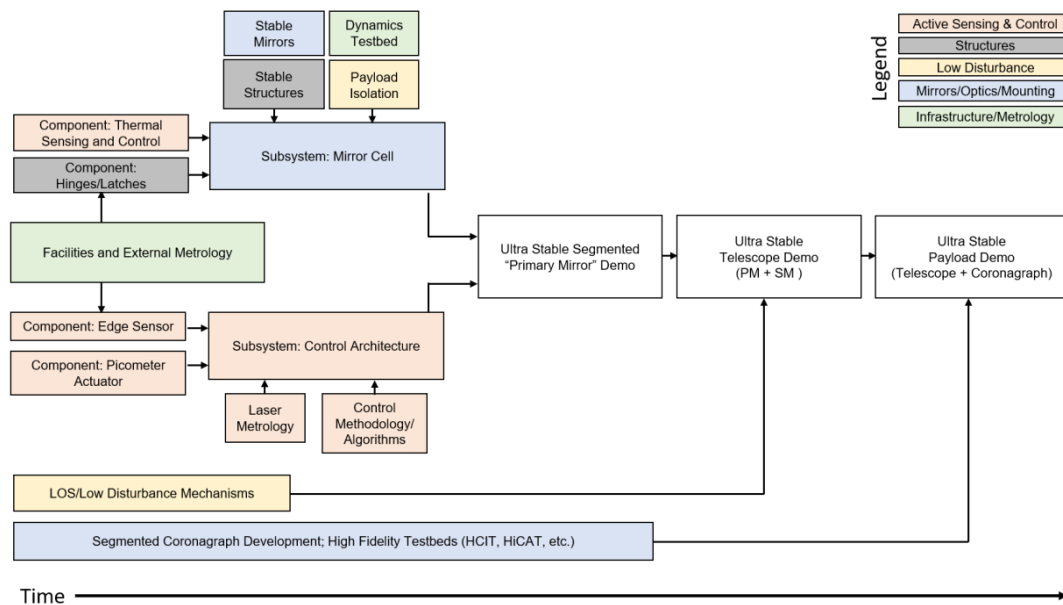 Stable
Mirrors
Dynamics
Testbed
Stable
Structures
Payload
Isolation
Legend
Active Sensing & Control
Structures
Low Disturbance
Mirrors/Optics/Mounting
Infrastructure/Metrology
Component: Thermal
Sensing and Control
Component:
Hinges/Latches
Subsystem: Mirror Cell
Facilities and External Metrology
Ultra Stable Segmented
“Primary Mirror” Demo
Ultra Stable
Telescope Demo
(PM + SM )
Ultra Stable
Payload Demo
(Telescope + Coronagraph)
Component: Edge Sensor
Component: Picometer
Actuator
Subsystem: Control Architecture
Laser
Metrology
Control
Methodology/
Algorithms
LOS/Low Disturbance Mechanisms
Segmented Coronagraph Development; High Fidelity Testbeds (HCIT, HiCAT, etc.)
Time